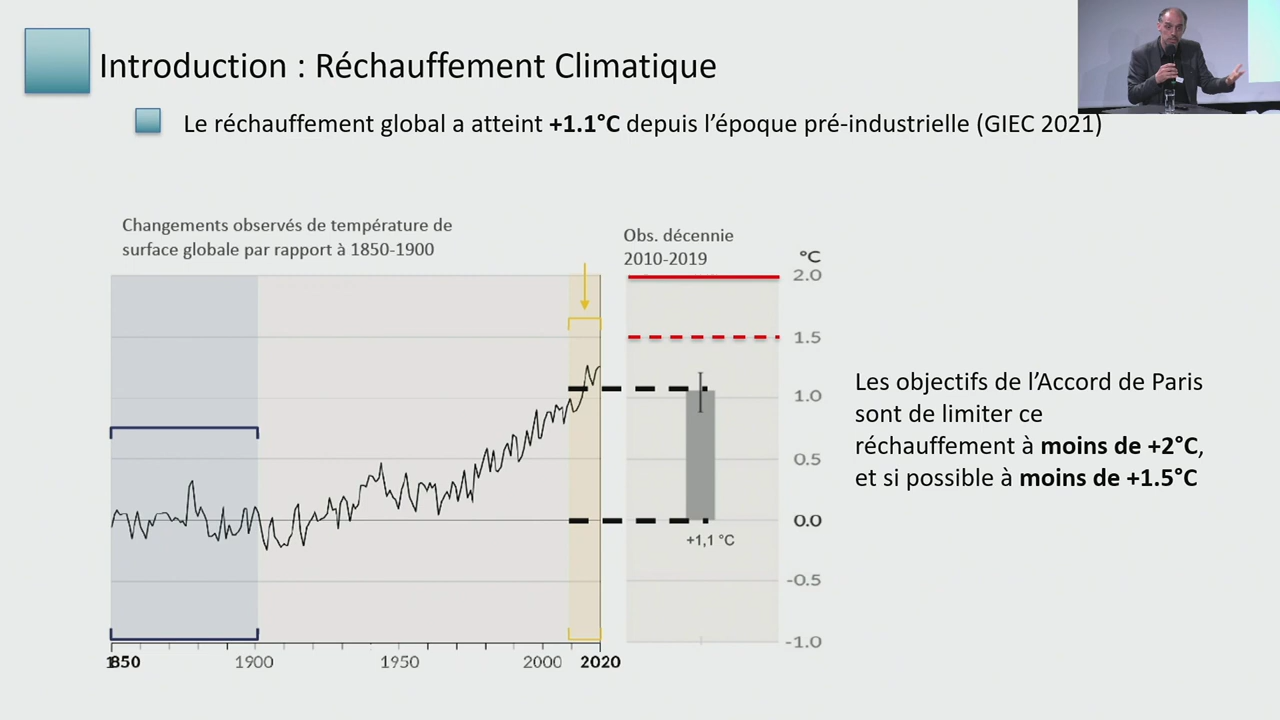 Introduction : Réchauffement Climatique
Le réchauffement global a atteint +1.1°C depuis l’époque pré-industrielle (GIEC 2021)
Changements observés de température de
surface globale par rapport à 1850-1900
Obs. décennie
2010-2019
°C
2.0
1.5
1.0
0.5
0.0
-0.5
-1.0
+1,1 °C
1850
1900
1950
2000
2020
Les objectifs de l’Accord de Paris
sont de limiter ce
réchauffement à moins de +2°C,
et si possible à moins de +1.5°C